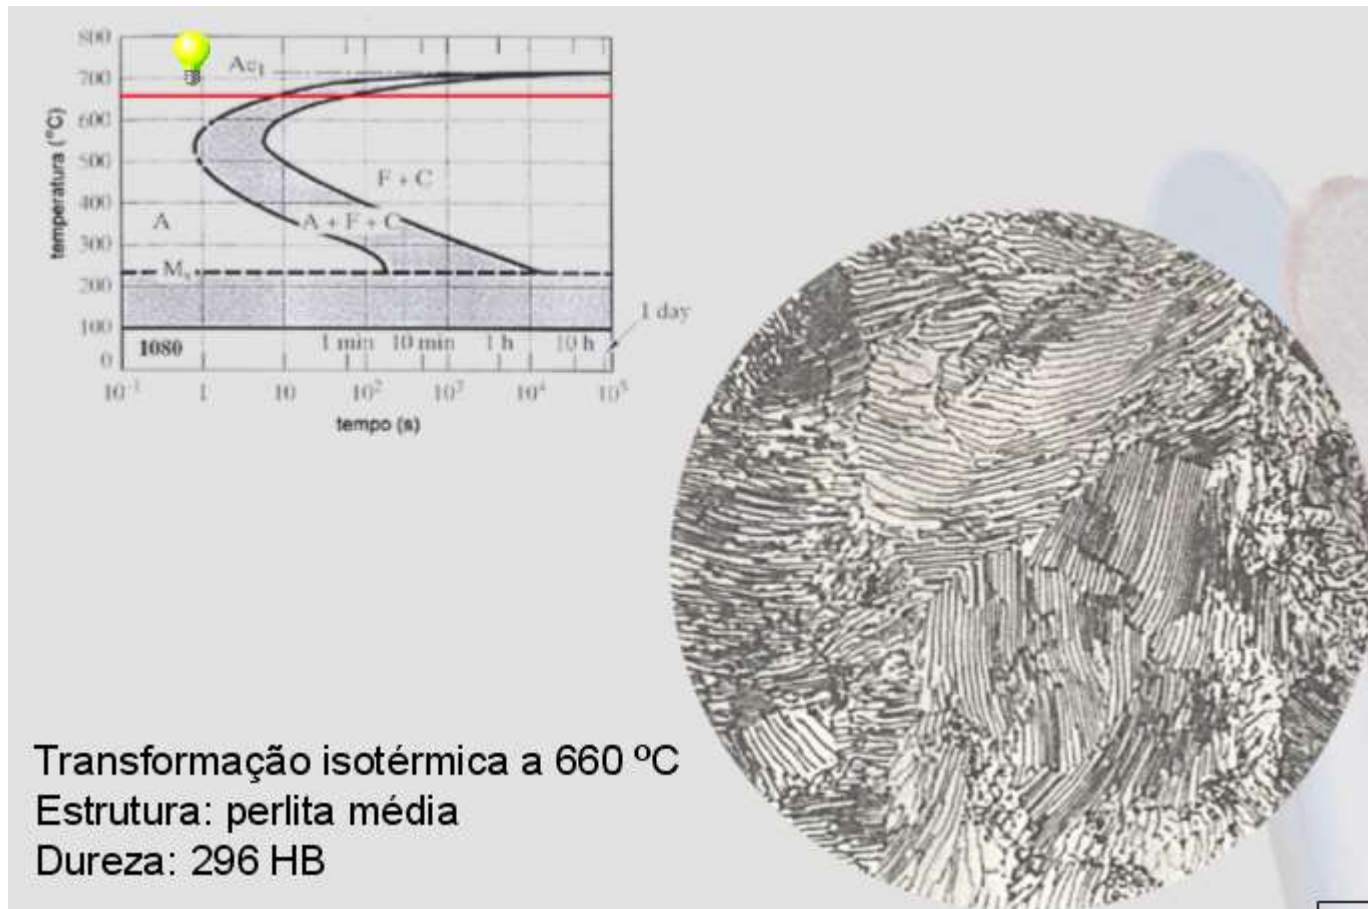 800
Ac1
700
600
500
400
300
200
100
0
temperatura (°C)
F + C
A + F + C
A
Ms
1 day
1080
1 min
10 min
1 h
10 h
10⁻¹
1
10
10²
10³
10⁴
10⁵
tempo (s)
Transformação isotérmica a 660 ºC
Estrutura: perlita média
Dureza: 296 HB